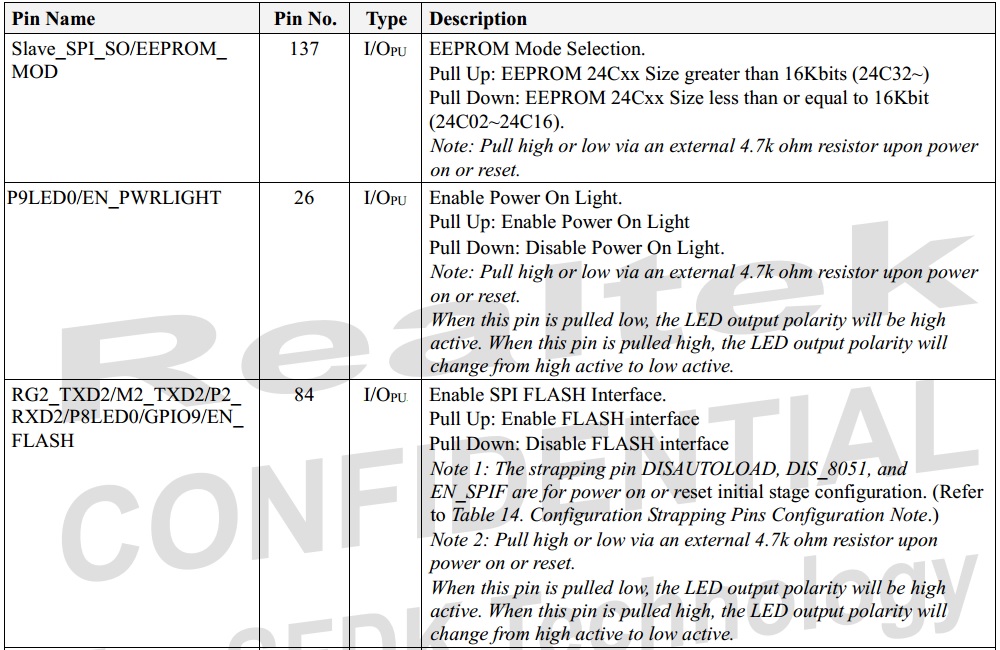 Pin Name Pin No. Type Description
Slave_SPI_SO/EEPROM_ 137 I/OPU EEPROM Mode Selection.
MOD
Pull Up: EEPROM 24Cxx Size greater than 16Kbits (24C32~)
Pull Down: EEPROM 24Cxx Size less than or equal to 16Kbit
(24C02~24C16).
Note: Pull high or low via an external 4.7k ohm resistor upon power
on or reset.
P9LED0/EN_PWRLIGHT 26 I/OPU Enable Power On Light.
Pull Up: Enable Power On Light
Pull Down: Disable Power On Light.
Note: Pull high or low via an external 4.7k ohm resistor upon power
on or reset.
When this pin is pulled low, the LED output polarity will be high
active. When this pin is pulled high, the LED output polarity will
change from high active to low active.
RG2_TXD2/M2_TXD2/P2_ 84 I/OPU Enable SPI FLASH Interface.
RXD2/P8LED0/GPIO9/EN_
FLASH
Pull Up: Enable FLASH interface
Pull Down: Disable FLASH interface
Note 1: The strapping pin DISAUTOLOAD, DIS_8051, and
EN_SPIF are for power on or reset initial stage configuration. (Refer
to Table 14. Configuration Strapping Pins Configuration Note.)
Note 2: Pull high or low via an external 4.7k ohm resistor upon
power on or reset.
When this pin is pulled low, the LED output polarity will be high
active. When this pin is pulled high, the LED output polarity will
change from high active to low active.
Realtek
CONFIDENTIAL
Technology